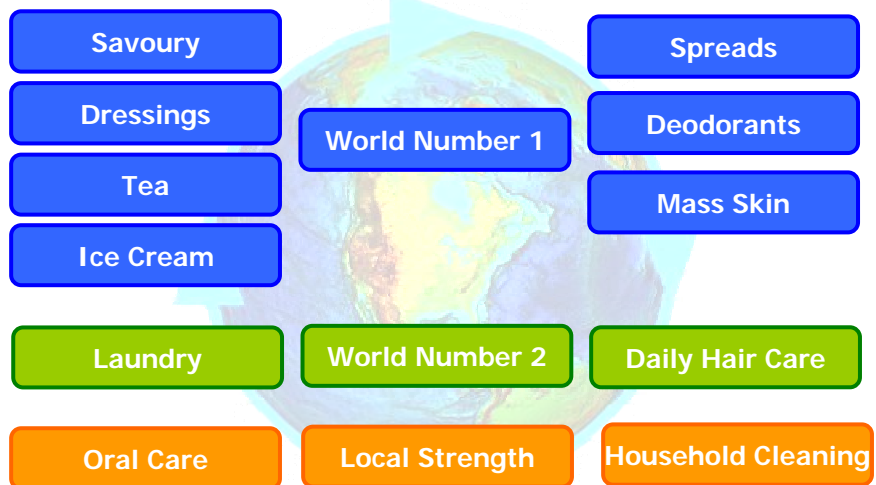 Savoury
Dressings
Tea
Ice Cream
World Number 1
Spreads
Deodorants
Mass Skin
Laundry
World Number 2
Daily Hair Care
Oral Care
Local Strength
Household Cleaning